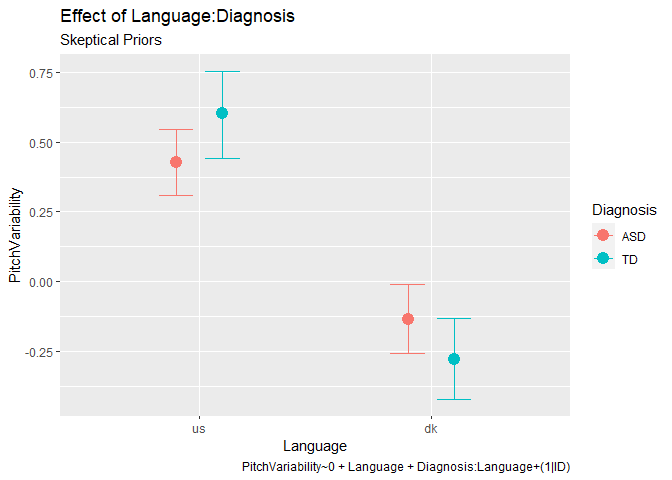 Effect of Language:Diagnosis
Skeptical Priors
PitchVariability
0.75
0.50
0.25
0.00
-0.25
us
dk
Language
PitchVariability~0 + Language + Diagnosis:Language+(1|ID)
Diagnosis
ASD
TD